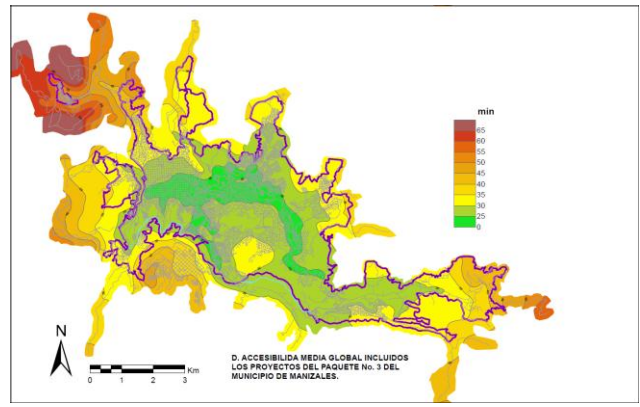 min
65
60
55
50
45
40
35
30
25
0
N
0 1 2 3
Km
D. ACCESIBILIDA MEDIA GLOBAL INCLUIDOS
LOS PROYECTOS DEL PAQUETE No. 3 DEL
MUNICIPIO DE MANIZALES.